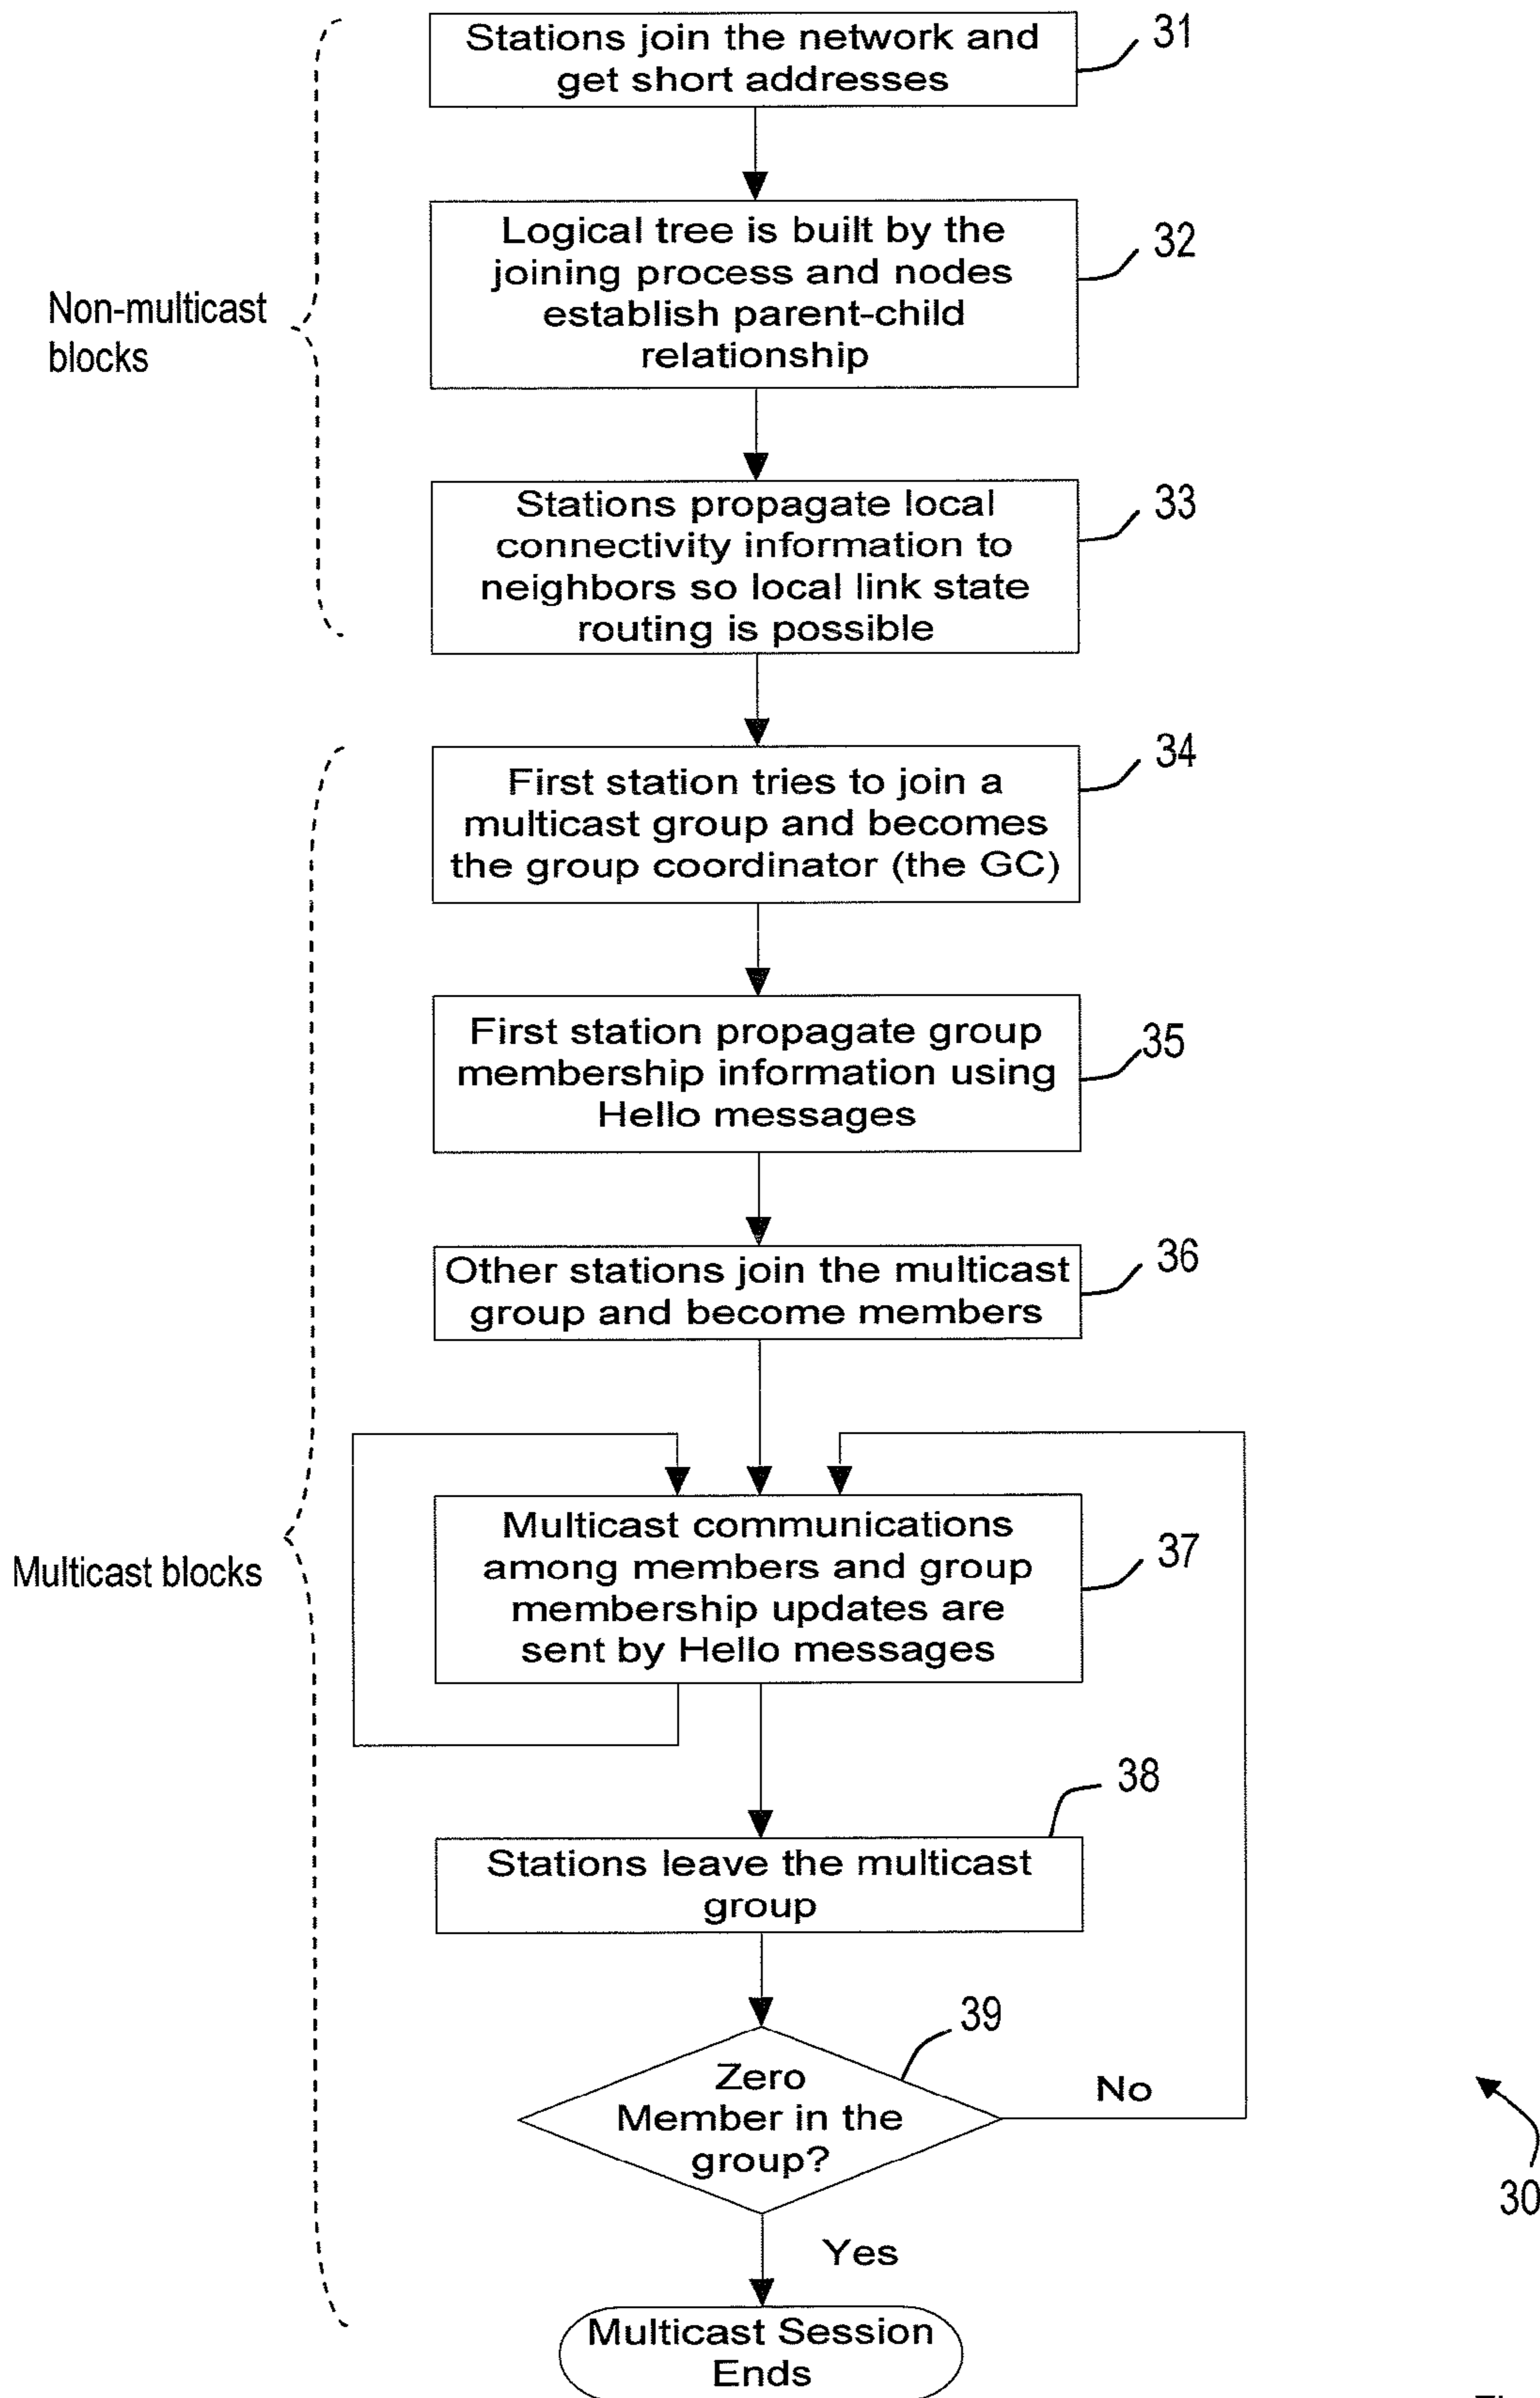 Stations join the network and
get short addresses
31
Logical tree is built by the
joining process and nodes
establish parent-child
relationship
32
Non-multicast
blocks
Stations propagate local
connectivity information to
neighbors so local link state
routing is possible
33
First station tries to join a
multicast group and becomes
the group coordinator (the GC)
34
First station propagate group
membership information using
Hello messages
35
Other stations join the multicast
group and become members
36
Multicast communications
among members and group
membership updates are
sent by Hello messages
37
Multicast blocks
38
Stations leave the multicast
group
39
Zero
Member in the
group?
No
30
Yes
Multicast Session
Ends